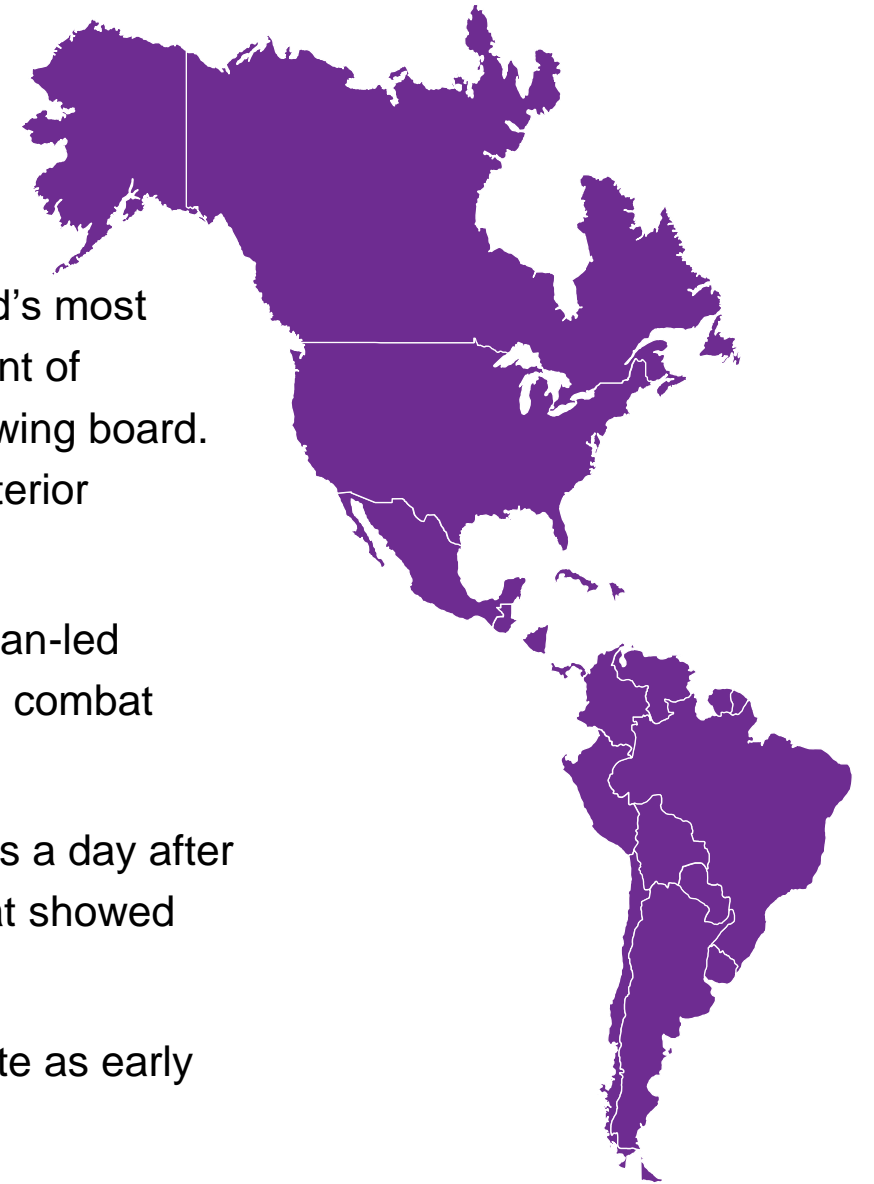 d’s most
nt of
wing board.
terior
an-led
combat
s a day after
at showed
te as early